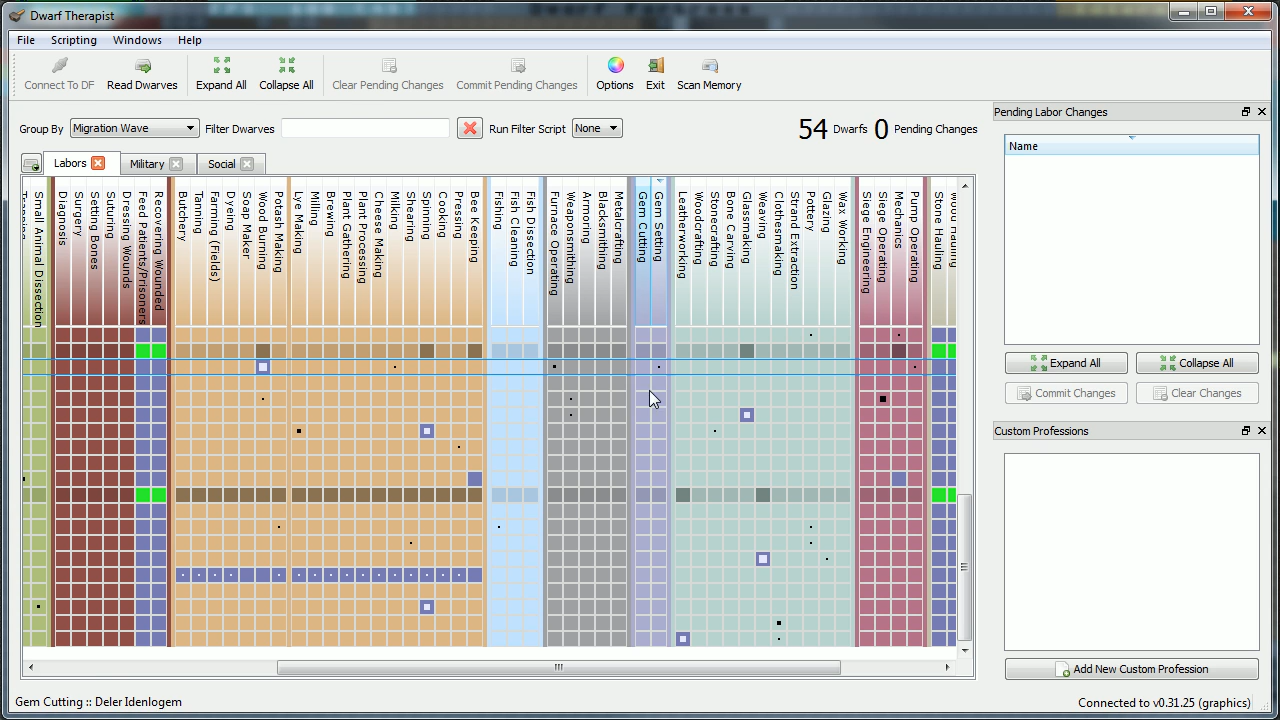 Dwarf Fortress
Dwarf Therapist
File Scripting Windows Help
Connect To DF Read Dwarves Expand All Collapse All Clear Pending Changes Commit Pending Changes Options Exit Scan Memory
Group By Migration Wave Filter Dwarves Run Filter Script None 54 Dwarfs 0 Pending Changes
Labors Military Social
Small Animal Dissection
Diagnosis
Surgery
Setting Bones
Suturing
Dressing Wounds
Feed Patients/Prisoners
Recovering Wounded
Butchery
Tanning
Farming (Fields)
Dyeing
Soap Maker
Wood Burning
Potash Making
Lye Making
Milling
Brewing
Plant Gathering
Plant Processing
Cheese Making
Milking
Shearing
Spinning
Cooking
Pressing
Bee Keeping
Fishing
Fish Cleaning
Fish Dissection
Furnace Operating
Weaponsmithing
Armoring
Blacksmithing
Metalcrafting
Gem Cutting
Gem Setting
Leatherworking
Woodcrafting
Stonecrafting
Bone Carving
Glassmaking
Weaving
Clothesmaking
Strand Extraction
Pottery
Glazing
Wax Working
Siege Engineering
Siege Operating
Mechanics
Pump Operating
Stone Hauling
Wood Hauling
Pending Labor Changes
Name
Expand All Collapse All
Commit Changes Clear Changes
Custom Professions
Add New Custom Profession
Gem Cutting :: Deler Idenlogem
Connected to v0.31.25 (graphics)